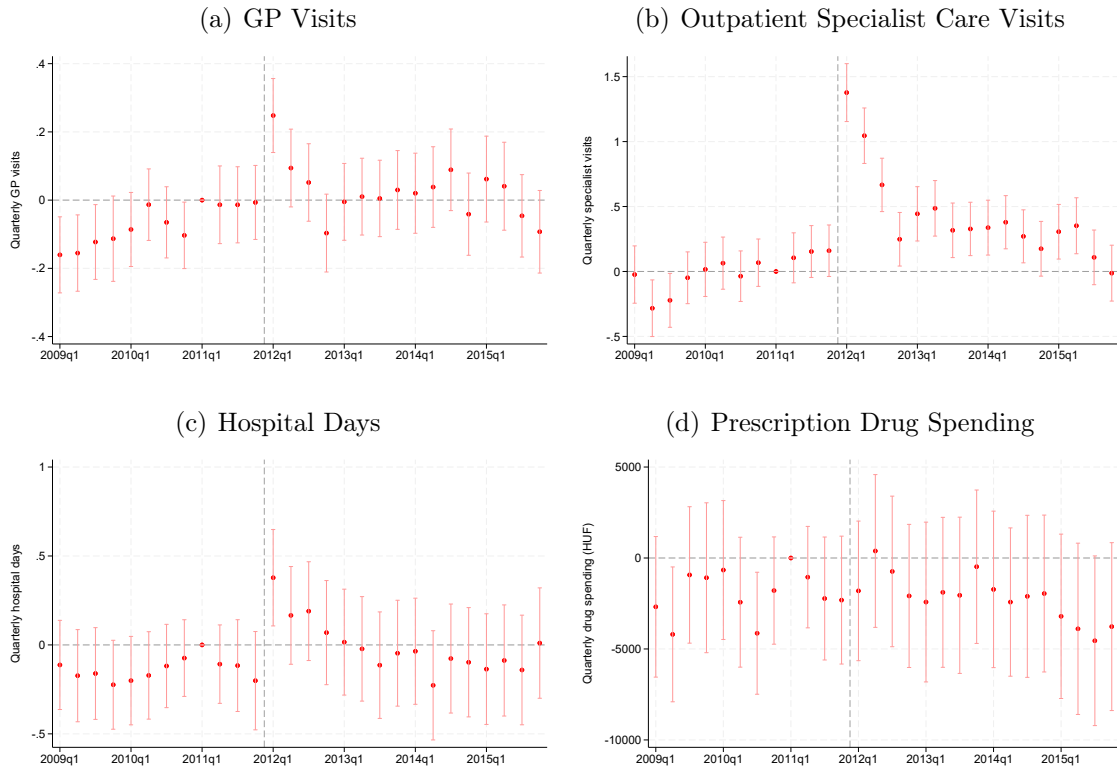 (a) GP Visits
Quarterly GP visits
.4
.2
0
-.2
-.4
2009q1 2010q1 2011q1 2012q1 2013q1 2014q1 2015q1
(b) Outpatient Specialist Care Visits
Quarterly specialist visits
1.5
1
.5
0
-.5
2009q1 2010q1 2011q1 2012q1 2013q1 2014q1 2015q1
(c) Hospital Days
Quarterly hospital days
1
.5
0
-.5
2009q1 2010q1 2011q1 2012q1 2013q1 2014q1 2015q1
(d) Prescription Drug Spending
Quarterly drug spending (HUF)
5000
0
-5000
-10000
2009q1 2010q1 2011q1 2012q1 2013q1 2014q1 2015q1